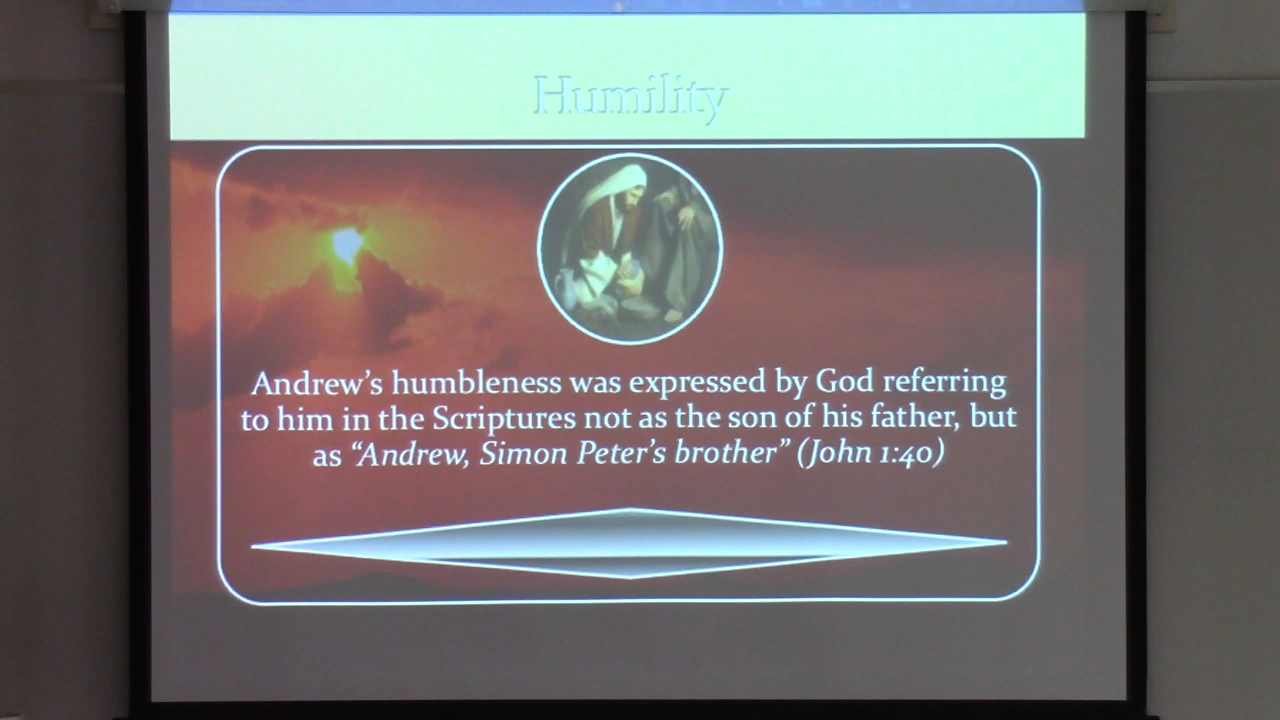 Humility
Andrew's humbleness was expressed by God referring
to him in the Scriptures not as the son of his father, but
as “Andrew, Simon Peter's brother” (John 1:40)